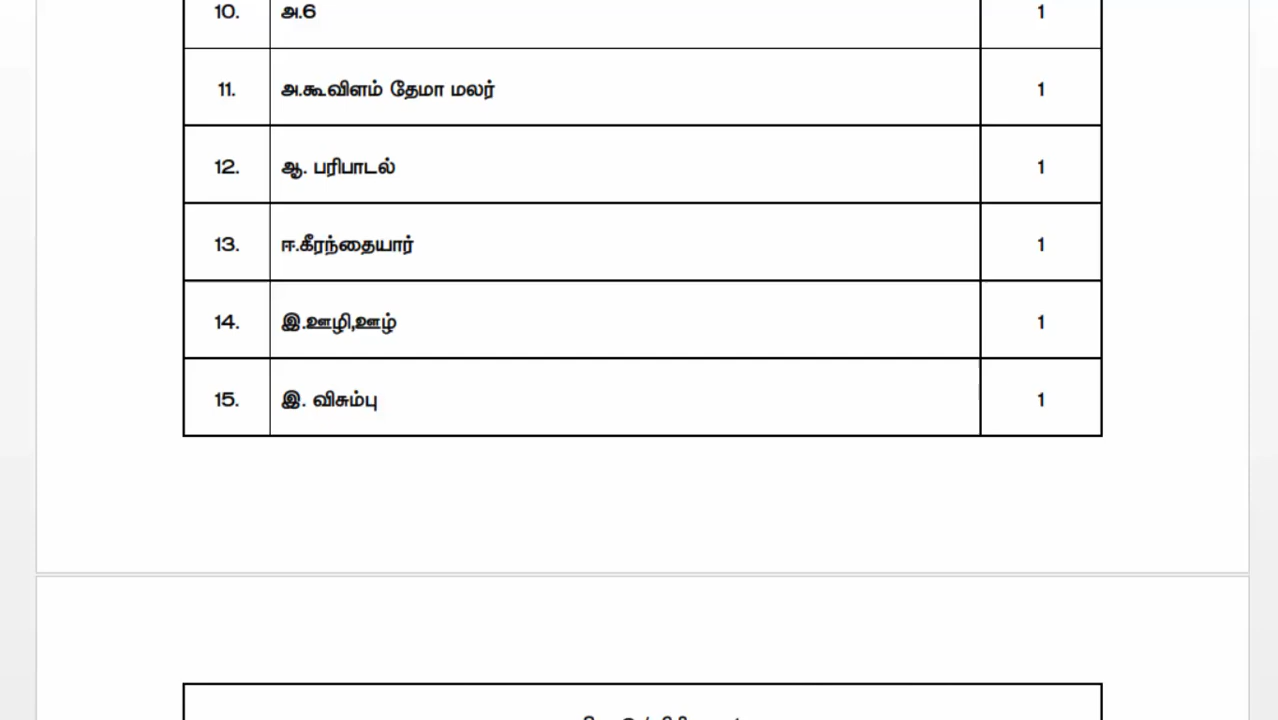 10. அ.6 1
11. அ.கூவிளம் தேமா மலர் 1
12. ஆ. பரிபாடல் 1
13. ஈ.கீரந்தையார் 1
14. இ.ஊழி,ஊழ் 1
15. இ. விசும்பு 1